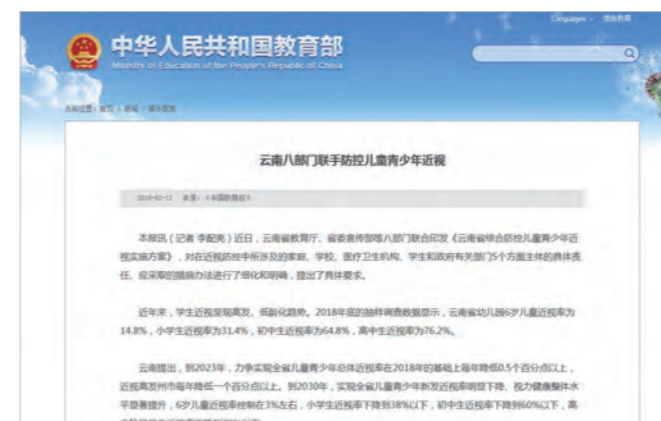 Languages
中华人民共和国教育部
Ministry of Education of the People's Republic of China
当前位置：首页 > 新闻 >
云南八部门联手防控儿童青少年近视
2019-02-12 来源：《中国教育报》
本报讯（记者 李配亮）近日，云南省教育厅、省委宣传部等八部门联合印发《云南省综合防控儿童青少年近
视实施方案》，对在近视防控中所涉及的家庭、学校、医疗卫生机构、学生和政府有关部门5个方面主体的具体责
任、应采取的措施办法进行了细化和明确，提出了具体要求。
近年来，学生近视呈现高发、低龄化趋势。2018年底的抽样调查数据显示，云南省幼儿园6岁儿童近视率为
14.8%，小学生近视率为31.4%，初中生近视率为64.8%，高中生近视率为76.2%。
云南提出，到2023年，力争实现全省儿童青少年总体近视率在2018年的基础上每年降低0.5个百分点以上，
近视高发州市每年降低一个百分点以上。到2030年，实现全省儿童青少年新发近视率明显下降、视力健康整体水
平显著提升，6岁儿童近视率控制在3%左右，小学生近视率下降到38%以下，初中生近视率下降到60%以下，高